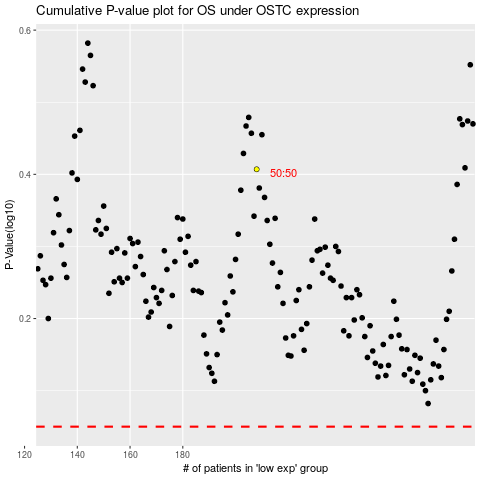 Cumulative P-value plot for OS under OSTC expression
0.6
0.4
0.2
P-Value(log10)
50:50
120 140 160 180
# of patients in 'low exp' group